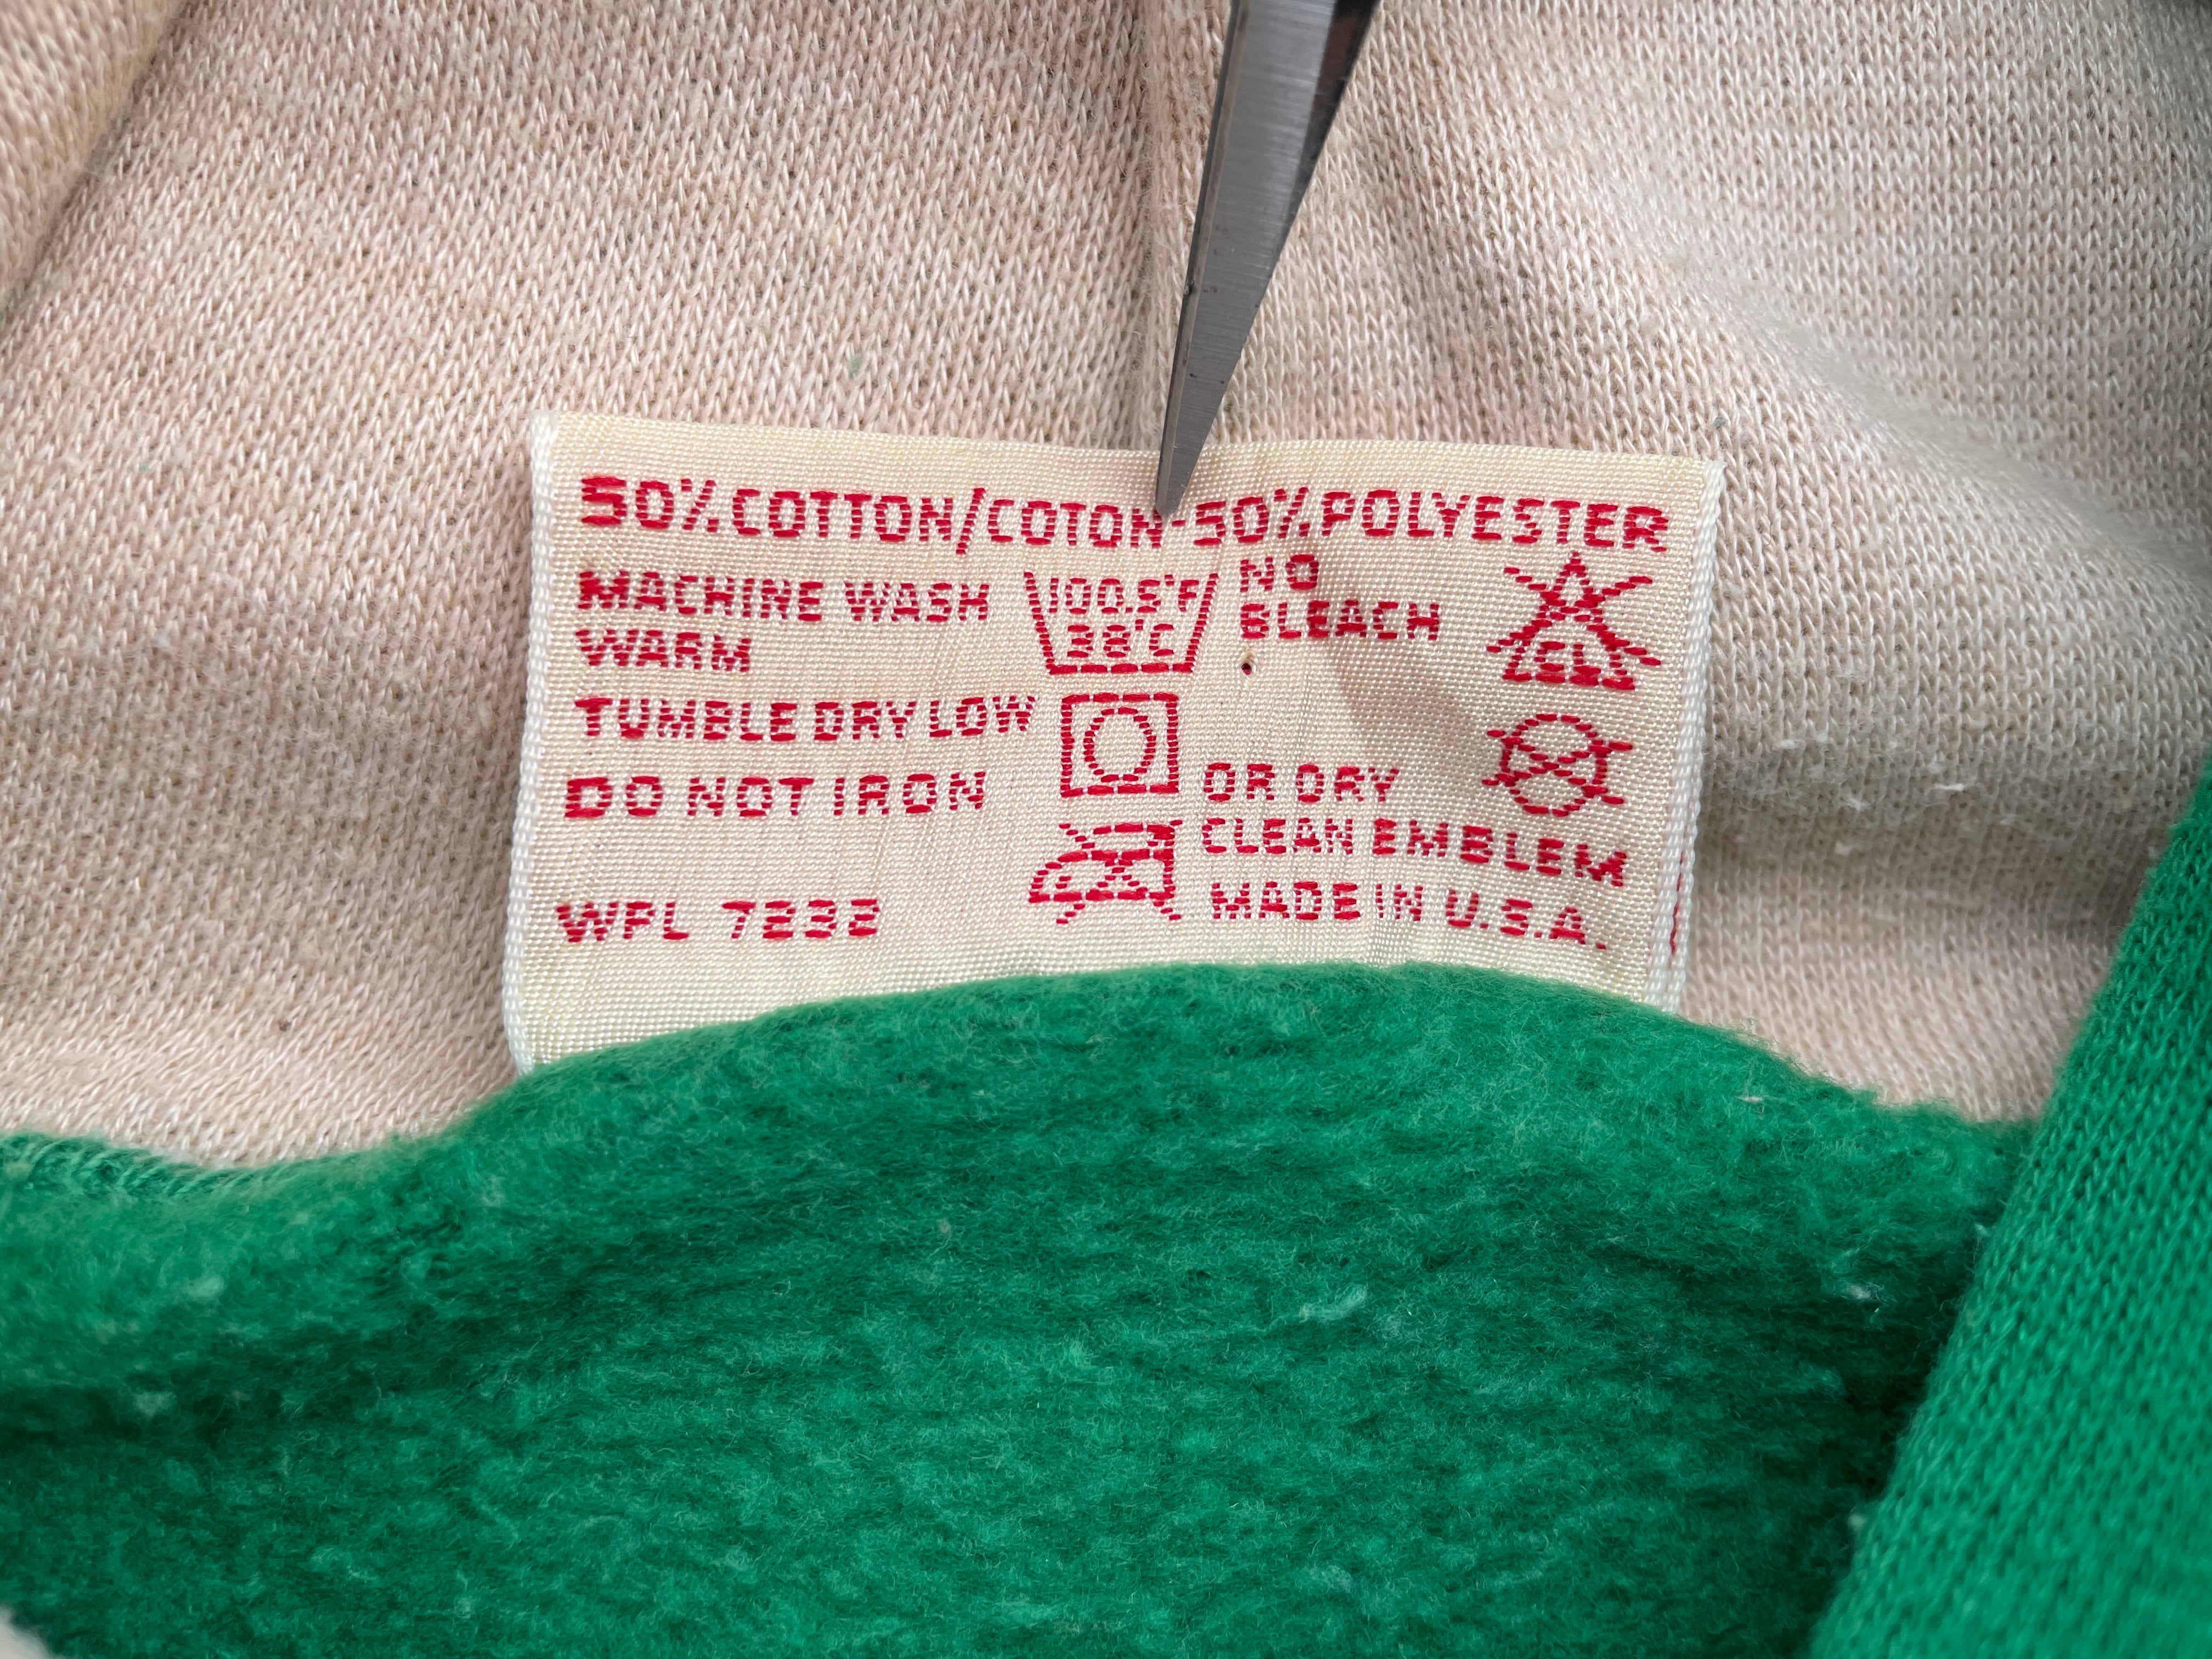 50% COTTON/COTON-50% POLYESTER
MACHINE WASH
WARM
100.5°F
38°C
NO
BLEACH
CL
TUMBLE DRY LOW
DO NOT IRON
OR DRY
CLEAN EMBLEM
WPL 7232
MADE IN U.S.A.